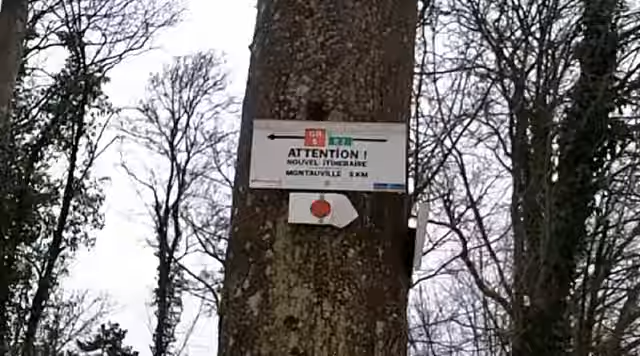 GR
5
ATTENTION !
NOUVEL ITINERAIRE
MONTAUVILLE 5 KM